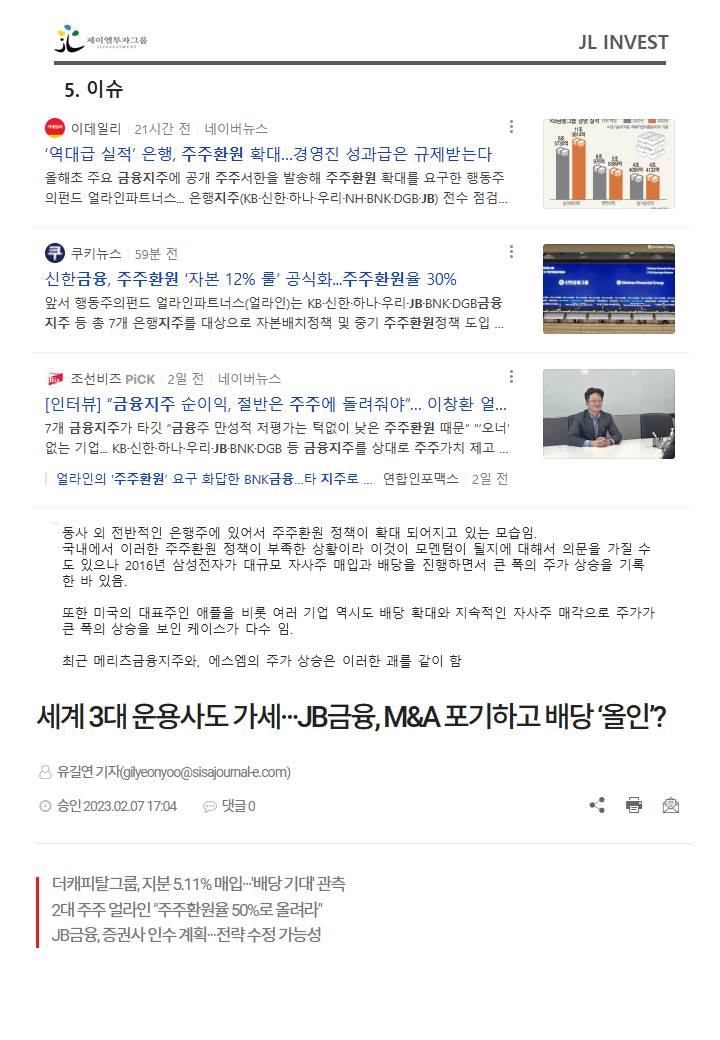 제이엘투자그룹
JLINVESTMENT
JL INVEST
5. 이슈
이데일리 21시간 전 네이버뉴스
‘역대급 실적’ 은행, 주주환원 확대...경영진 성과급은 규제받는다
올해초 주요 금융지주에 공개 주주서한을 발송해 주주환원 확대를 요구한 행동주
의펀드 얼라인파트너스... 은행지주(KB·신한·하나·우리·NH·BNK·DGB·JB) 전수 점검...
쿠키뉴스 59분 전
신한금융, 주주환원 ‘자본 12% 룰’ 공식화...주주환원율 30%
앞서 행동주의펀드 얼라인파트너스(얼라인)는 KB·신한·하나·우리·JB·BNK·DGB금융
지주 등 총 7개 은행지주를 대상으로 자본배치정책 및 중기 주주환원정책 도입 ...
조선비즈 PiCK 2일 전 네이버뉴스
[인터뷰] “금융지주 순이익, 절반은 주주에 돌려줘야”... 이창환 얼...
7개 금융지주가 타깃 “금융주 만성적 저평가는 턱없이 낮은 주주환원 때문” “‘오너’
없는 기업... KB·신한·하나·우리·JB·BNK·DGB 등 금융지주를 상대로 주주가치 제고 ...
얼라인의 ‘주주환원’ 요구 화답한 BNK금융...타 지주로 ... 연합인포맥스 2일 전
동사 외 전반적인 은행주에 있어서 주주환원 정책이 확대 되어지고 있는 모습임.
국내에서 이러한 주주환원 정책이 부족한 상황이라 이것이 모멘텀이 될지에 대해서 의문을 가질 수
도 있으나 2016년 삼성전자가 대규모 자사주 매입과 배당을 진행하면서 큰 폭의 주가 상승을 기록
한 바 있음.
또한 미국의 대표주인 애플을 비롯 여러 기업 역시도 배당 확대와 지속적인 자사주 매각으로 주가가
큰 폭의 상승을 보인 케이스가 다수 임.
최근 메리츠금융지주와, 에스엠의 주가 상승은 이러한 괘를 같이 함
세계 3대 운용사도 가세…JB금융, M&A 포기하고 배당 ‘올인’?
유길연 기자(gilyeonyoo@sisajournal-e.com)
승인 2023.02.07 17:04 댓글 0
더캐피탈그룹, 지분 5.11% 매입…'배당 기대' 관측
2대 주주 얼라인 "주주환원율 50%로 올려라"
JB금융, 증권사 인수 계획…전략 수정 가능성